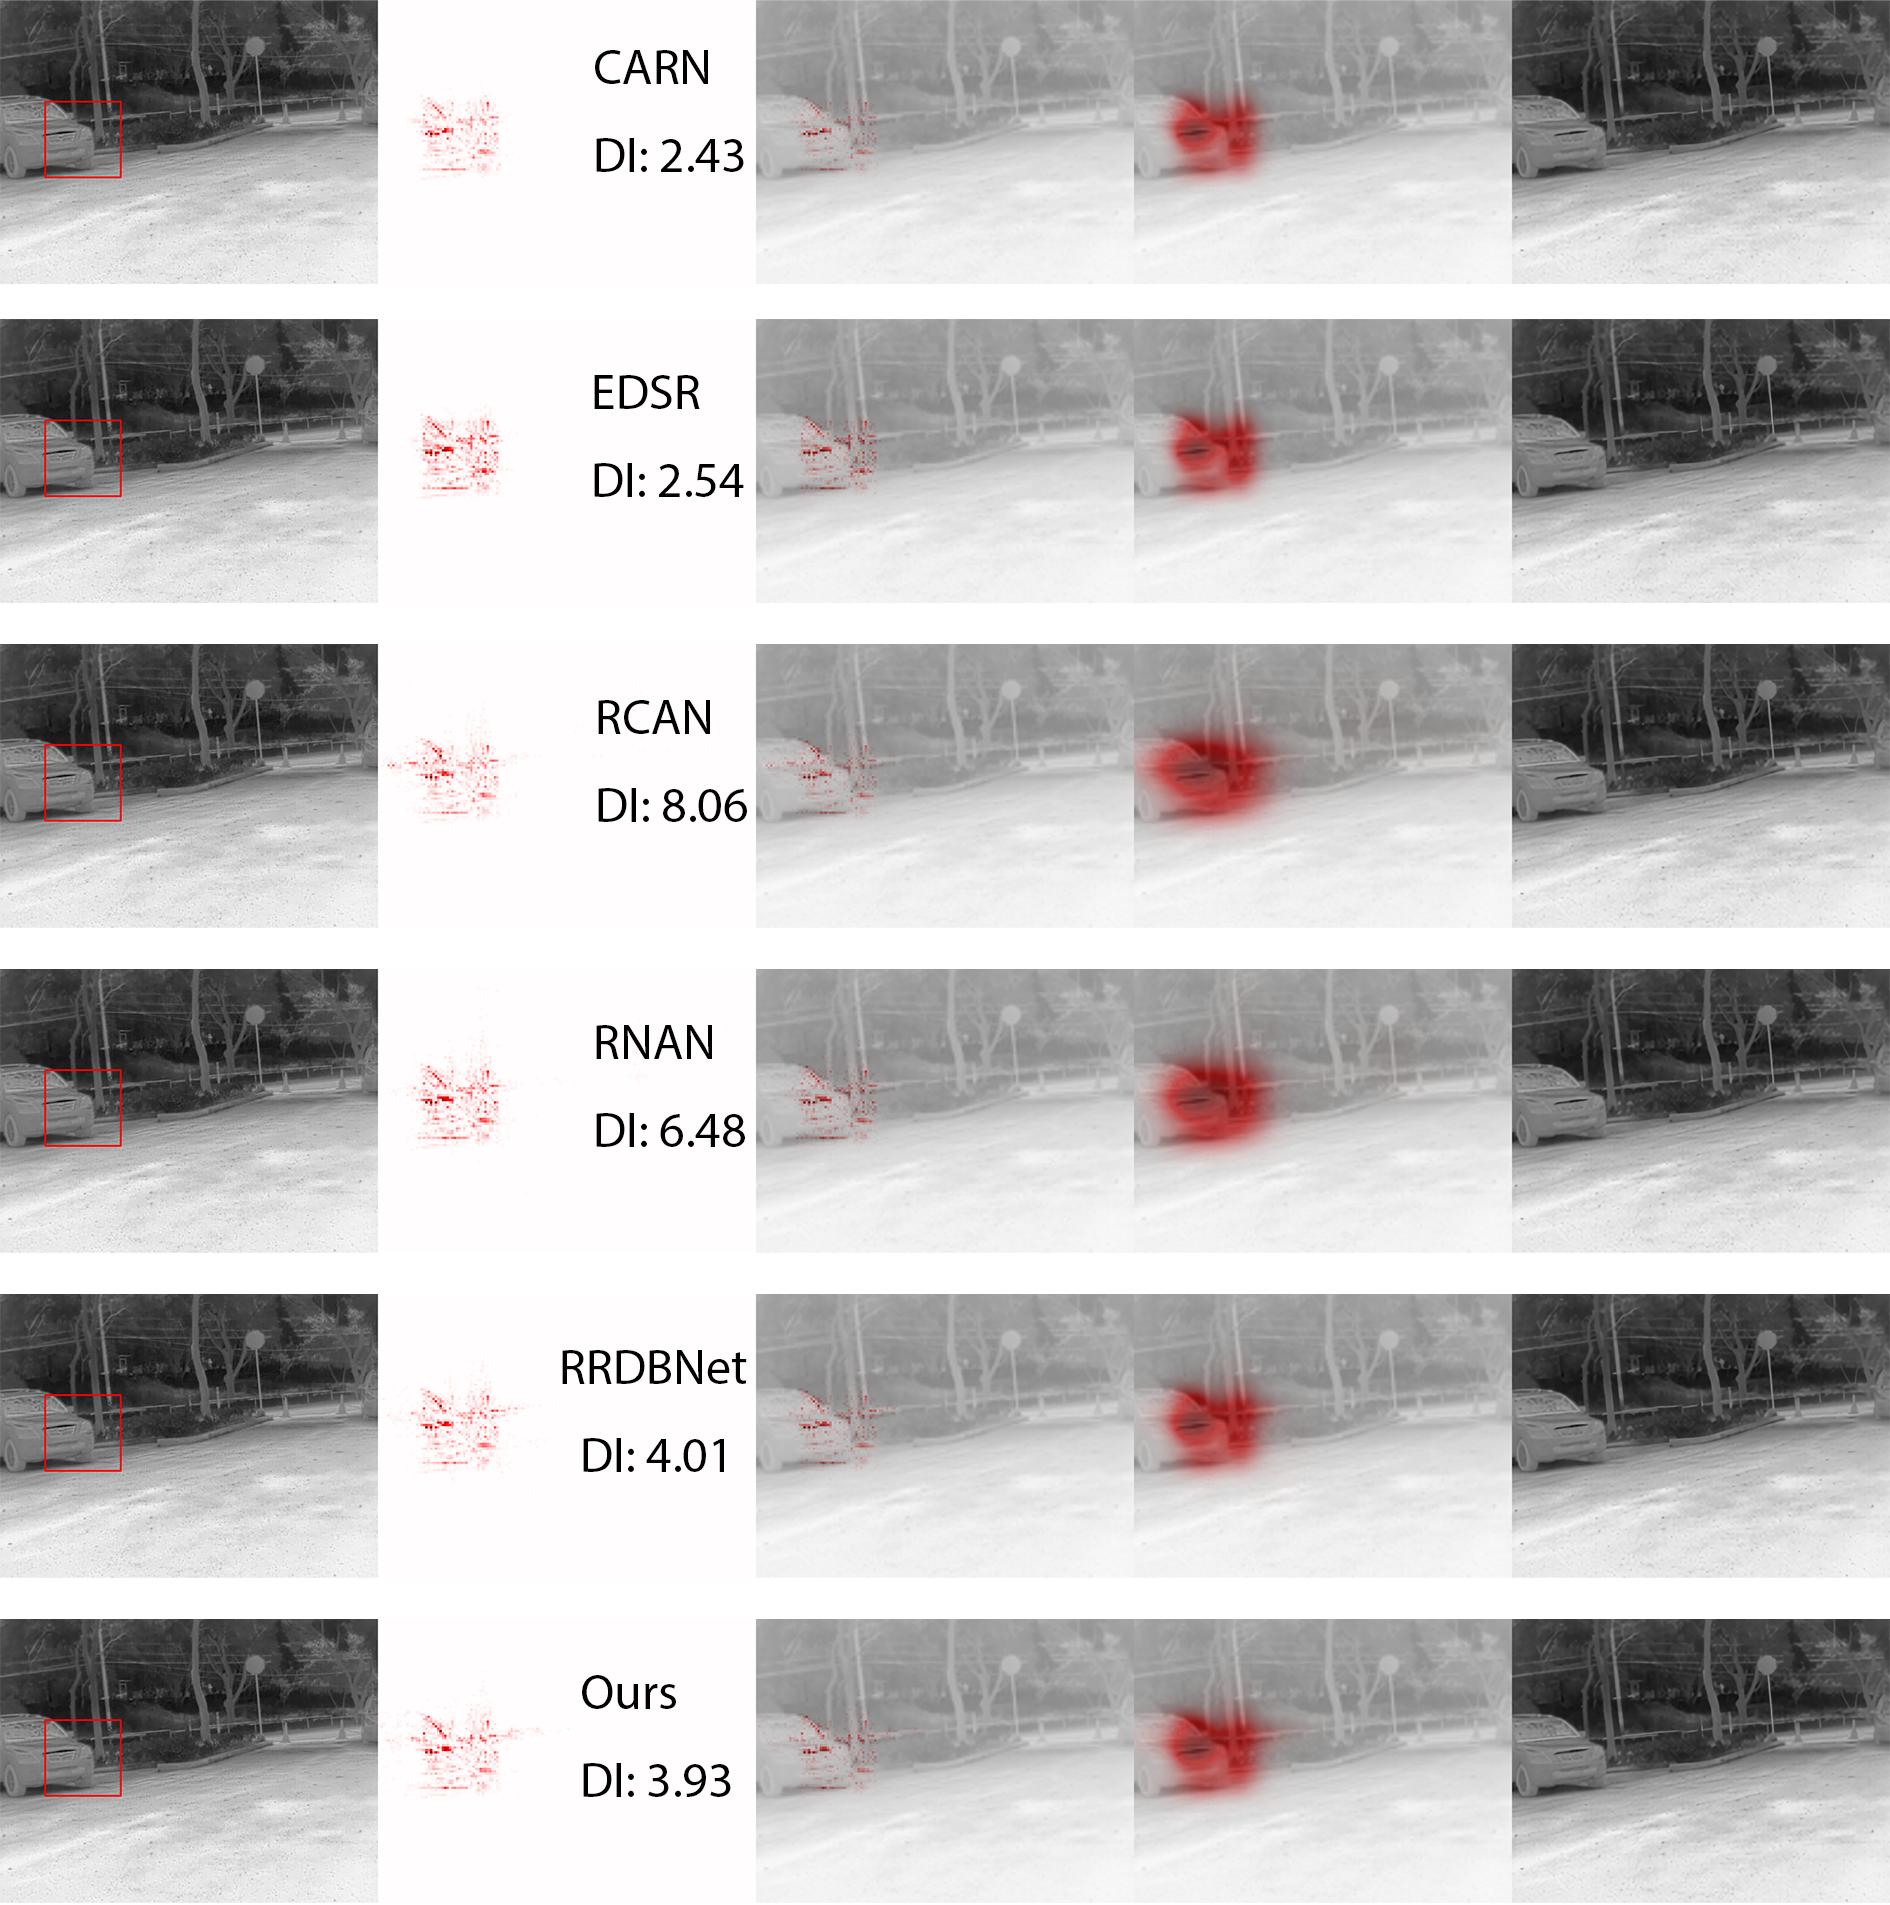 CARN
DI: 2.43
EDSR
DI: 2.54
RCAN
DI: 8.06
RNAN
DI: 6.48
RRDBNet
DI: 4.01
Ours
DI: 3.93